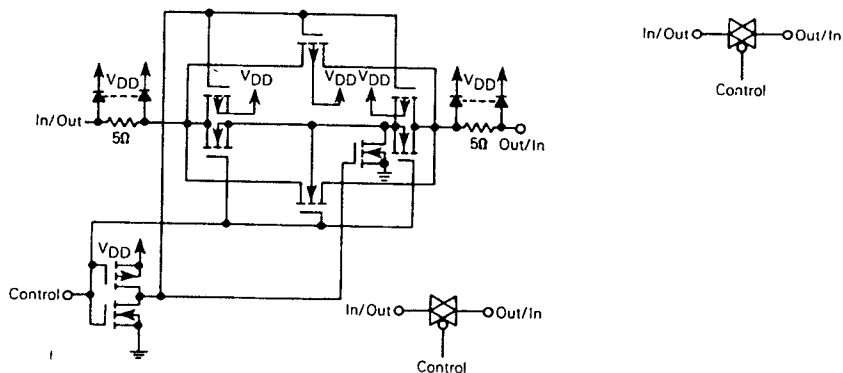 In/Out
Out/In
Control
VDD
VDD
VDD
VDD
VDD
In/Out
5Ω
5Ω
Out/In
VDD
Control
In/Out
Out/In
Control